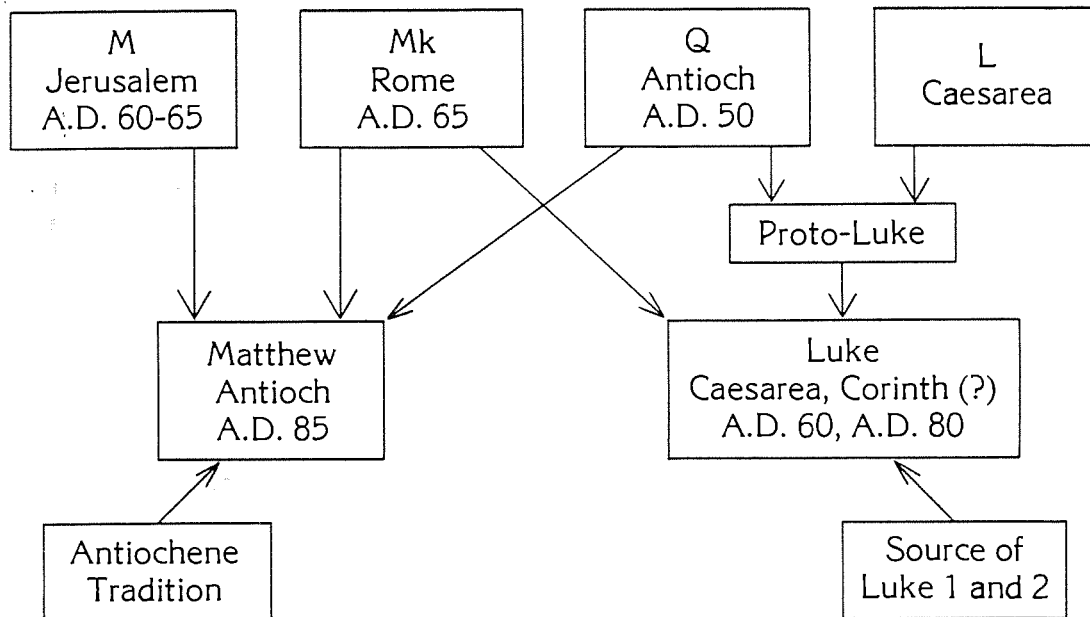 M
Jerusalem
A.D. 60-65
Mk
Rome
A.D. 65
Q
Antioch
A.D. 50
L
Caesarea
Proto-Luke
Matthew
Antioch
A.D. 85
Luke
Caesarea, Corinth (?)
A.D. 60, A.D. 80
Antiochene
Tradition
Source of
Luke 1 and 2